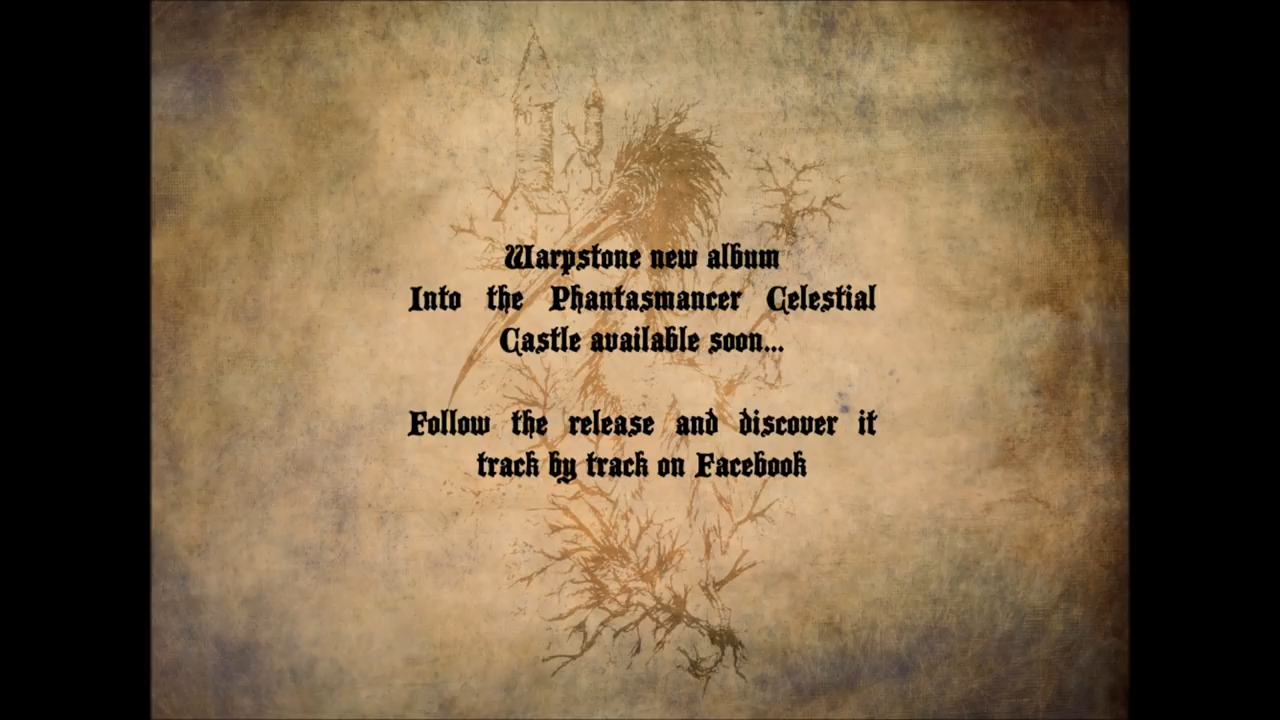 Warpstone new album
Into the Phantasmancer Celestial
Castle available soon...
Follow the release and discover it
track by track on Facebook